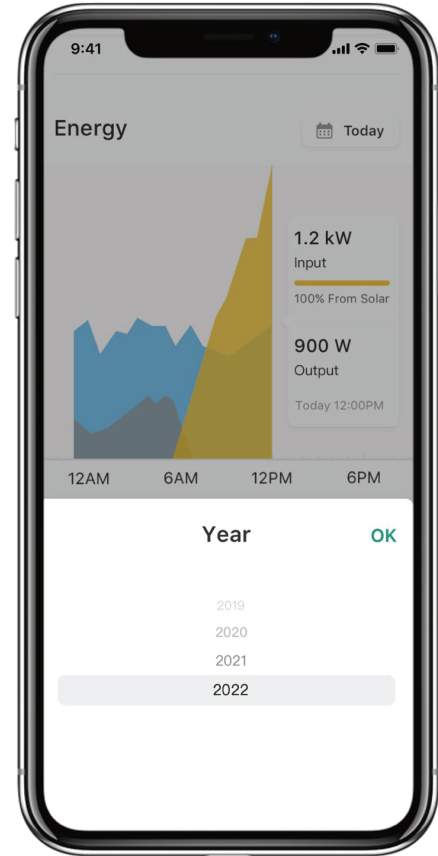 9:41
Energy
Today
1.2 kW
Input
100% From Solar
900 W
Output
Today 12:00PM
12AM 6AM 12PM 6PM
Year OK
2019
2020
2021
2022